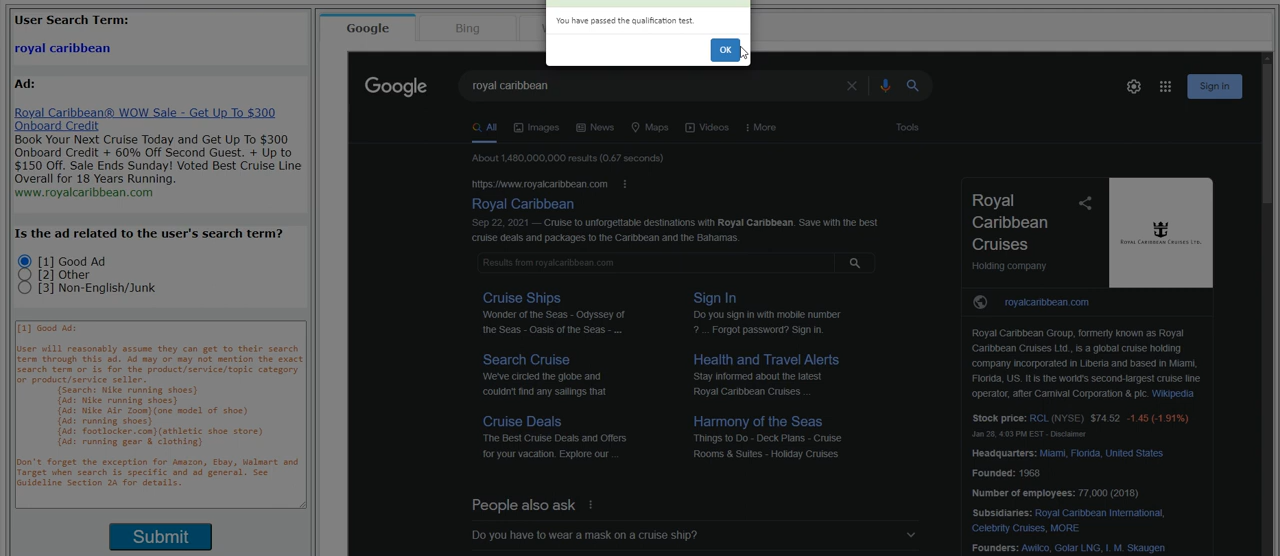 User Search Term:
royal caribbean
Ad:
Royal Caribbean® WOW Sale - Get Up To $300
Onboard Credit
Book Your Next Cruise Today and Get Up To $300
Onboard Credit + 60% Off Second Guest. + Up to
$150 Off. Sale Ends Sunday! Voted Best Cruise Line
Overall for 18 Years Running.
www.royalcaribbean.com
Is the ad related to the user's search term?
[1] Good Ad
[2] Other
[3] Non-English/Junk
[1] Good Ad:
User will reasonably assume they can get to their search
term through this ad. Ad may or may not mention the exact
search term or is for the product/service/topic category
or product/service seller.
{Search: Nike running shoes}
{Ad: Nike running shoes}
{Ad: Nike Air Zoom}(one model of shoe)
{Ad: running shoes}
{Ad: footlocker.com}(athletic shoe store)
{Ad: running gear & clothing}
Don't forget the exception for Amazon, Ebay, Walmart and
Target when search is specific and ad general. See
Guideline Section 2A for details.
Submit
Google
Bing
You have passed the qualification test.
OK
Google
royal caribbean
Sign in
All
Images
News
Maps
Videos
More
Tools
About 1,480,000,000 results (0.67 seconds)
https://www.royalcaribbean.com
Royal Caribbean
Sep 22, 2021 — Cruise to unforgettable destinations with Royal Caribbean. Save with the best
cruise deals and packages to the Caribbean and the Bahamas.
Results from royalcaribbean.com
Cruise Ships
Wonder of the Seas - Odyssey of
the Seas - Oasis of the Seas - ...
Sign In
Do you sign in with mobile number
? ... Forgot password? Sign in.
Search Cruise
We've circled the globe and
couldn't find any sailings that
Health and Travel Alerts
Stay informed about the latest
Royal Caribbean Cruises ...
Cruise Deals
The Best Cruise Deals and Offers
for your vacation. Explore our ...
Harmony of the Seas
Things to Do - Deck Plans - Cruise
Rooms & Suites - Holiday Cruises
People also ask
Do you have to wear a mask on a cruise ship?
Royal
Caribbean
Cruises
Holding company
ROYAL CARIBBEAN CRUISES LTD.
royalcaribbean.com
Royal Caribbean Group, formerly known as Royal
Caribbean Cruises Ltd., is a global cruise holding
company incorporated in Liberia and based in Miami,
Florida, US. It is the world's second-largest cruise line
operator, after Carnival Corporation & plc. Wikipedia
Stock price: RCL (NYSE) $74.52 -1.45 (-1.91%)
Jan 28, 4:03 PM EST - Disclaimer
Headquarters: Miami, Florida, United States
Founded: 1968
Number of employees: 77,000 (2018)
Subsidiaries: Royal Caribbean International,
Celebrity Cruises, MORE
Founders: Awilco, Gotaas-Larsen, I. M. Skaugen